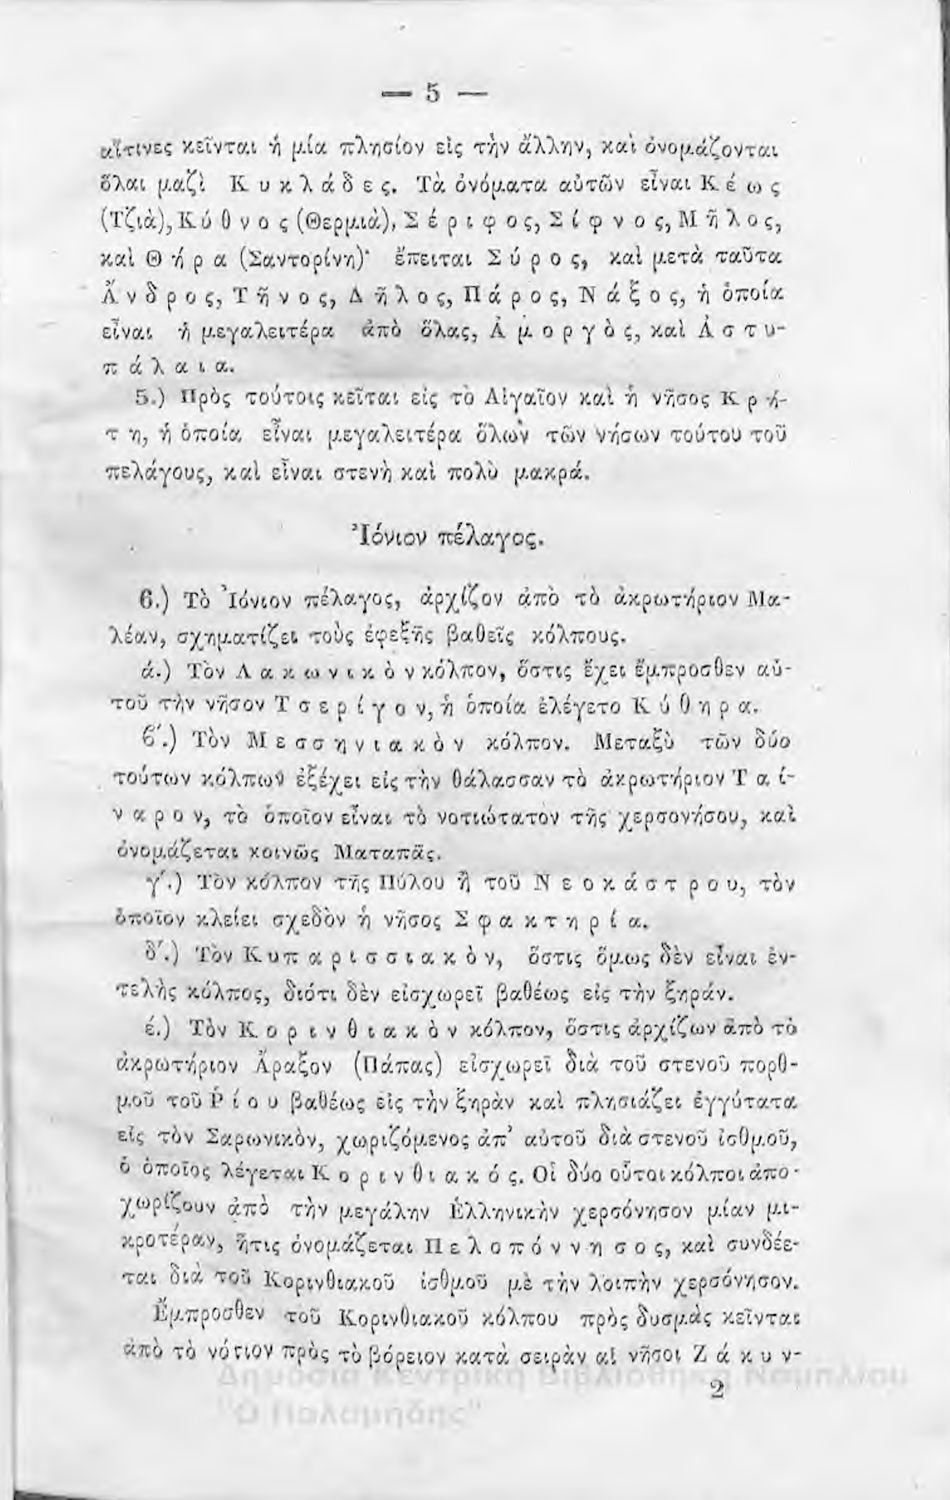 — 5 —
αἵτινες κεῖνται ἡ μία πλησίον εἰς τὴν ἄλλην, καὶ ὀνομάζονται
ὅλαι μαζὶ Κυκλάδες. Τὰ ὀνόματα αὐτῶν εἶναι Κέως
(Τζιὰ), Κύθνος (Θερμιὰ), Σέριφος, Σίφνος, Μῆλος,
καὶ Θήρα (Σαντορίνη)· ἔπειται Σύρος, καὶ μετὰ ταῦτα
Ἄνδρος, Τῆνος, Δῆλος, Πάρος, Νάξος, ἡ ὁποία
εἶναι ἡ μεγαλειτέρα ἀπὸ ὅλας, Ἀμοργὸς, καὶ Ἀστυ-
πάλαια.
5.) Πρὸς τούτοις κεῖται εἰς τὸ Αἰγαῖον καὶ ἡ νῆσος Κρή-
τη, ἡ ὁποία εἶναι μεγαλειτέρα ὅλων τῶν νήσων τούτου τοῦ
πελάγους, καὶ εἶναι στενὴ καὶ πολὺ μακρά.
Ἰόνιον πέλαγος.
6.) Τὸ Ἰόνιον πέλαγος, ἀρχίζον ἀπὸ τὸ ἀκρωτήριον Μα-
λέαν, σχηματίζει τοὺς ἐφεξῆς βαθεῖς κόλπους.
ά.) Τὸν Λακωνικὸν κόλπον, ὅστις ἔχει ἔμπροσθεν αὐ-
τοῦ τὴν νῆσον Τσερίγον, ἡ ὁποία ἐλέγετο Κύθηρα.
ϐ΄.) Τὸν Μεσσηνιακὸν κόλπον. Μεταξὺ τῶν δύο
τούτων κόλπων ἐξέχει εἰς τὴν θάλασσαν τὸ ἀκρωτήριον Ταί-
ναρον, τὸ ὁποῖον εἶναι τὸ νοτιώτατον τῆς χερσονήσου, καὶ
ὀνομάζεται κοινῶς Ματαπᾶς.
γ΄.) Τὸν κόλπον τῆς Πύλου ἢ τοῦ Νεοκάστρου, τὸν
ὁποῖον κλείει σχεδὸν ἡ νῆσος Σφακτηρία.
δ΄.) Τὸν Κυπαρισσιακὸν, ὅστις ὅμως δὲν εἶναι ἐν-
τελὴς κόλπος, διότι δὲν εἰσχωρεῖ βαθέως εἰς τὴν ξηράν.
έ.) Τὸν Κορινθιακὸν κόλπον, ὅστις ἀρχίζων ἀπὸ τὸ
ἀκρωτήριον Ἄραξον (Πάπας) εἰσχωρεῖ διὰ τοῦ στενοῦ πορθ-
μοῦ τοῦ Ῥίου βαθέως εἰς τὴν ξηρὰν καὶ πλησιάζει ἐγγύτατα
εἰς τὸν Σαρωνικὸν, χωριζόμενος ἀπ' αὐτοῦ διὰ στενοῦ ἰσθμοῦ,
ὁ ὁποῖος λέγεται Κορινθιακός. Οἱ δύο οὗτοι κόλποι ἀπο-
χωρίζουν ἀπὸ τὴν μεγάλην Ἑλληνικὴν χερσόνησον μίαν μι-
κροτέραν, ἥτις ὀνομάζεται Πελοπόννησος, καὶ συνδέε-
ται διὰ τοῦ Κορινθιακοῦ ἰσθμοῦ μὲ τὴν λοιπὴν χερσόνησον.
Ἔμπροσθεν τοῦ Κορινθιακοῦ κόλπου πρὸς δυσμὰς κεῖνται
ἀπὸ τὸ νότιον πρὸς τὸ βόρειον κατὰ σειρὰν αἱ νῆσοι Ζάκυν-
2
Δημόσια Κεντρική Βιβλιοθήκη Ναυπλίου
"Ο Παλαμήδης"